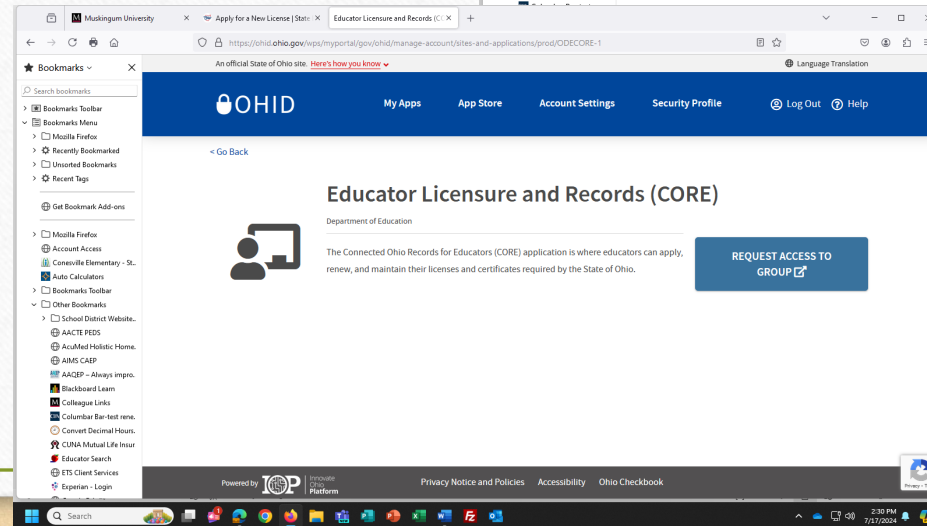 Muskingum University
Apply for a New License | State
Educator Licensure and Records (C
https://ohid.ohio.gov/wps/myportal/gov/ohid/manage-account/sites-and-applications/prod/ODECORE-1
Bookmarks
Search bookmarks
Bookmarks Toolbar
Bookmarks Menu
Mozilla Firefox
Recently Bookmarked
Unsorted Bookmarks
Recent Tags
Get Bookmark Add-ons
Mozilla Firefox
Account Access
Conesville Elementary - St..
Auto Calculators
Bookmarks Toolbar
Other Bookmarks
School District Website..
AACTE PEDS
AcuMed Holistic Home.
AIMS CAEP
AAQEP – Always impro.
Blackboard Learn
Colleague Links
Columbar Bar-test rene.
Convert Decimal Hours.
CUNA Mutual Life Insur
Educator Search
ETS Client Services
Experian - Login
An official State of Ohio site. Here's how you know
Language Translation
OHID
My Apps
App Store
Account Settings
Security Profile
Log Out
Help
< Go Back
Educator Licensure and Records (CORE)
Department of Education
The Connected Ohio Records for Educators (CORE) application is where educators can apply,
renew, and maintain their licenses and certificates required by the State of Ohio.
REQUEST ACCESS TO
GROUP
Powered by
IOP
Innovate
Ohio
Platform
Privacy Notice and Policies
Accessibility
Ohio Checkbook
Search
2:30 PM
7/17/2024